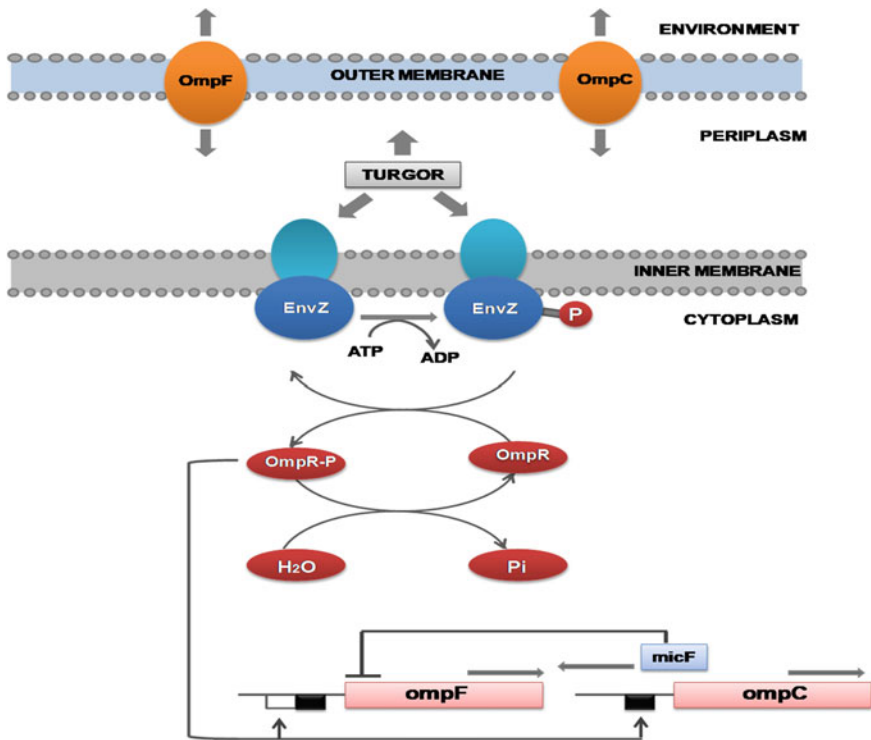 ENVIRONMENT
OmpF
OUTER MEMBRANE
OmpC
PERIPLASM
TURGOR
INNER MEMBRANE
EnvZ
EnvZ
P
CYTOPLASM
ATP
ADP
OmpR-P
OmpR
H₂O
Pi
micF
ompF
ompC